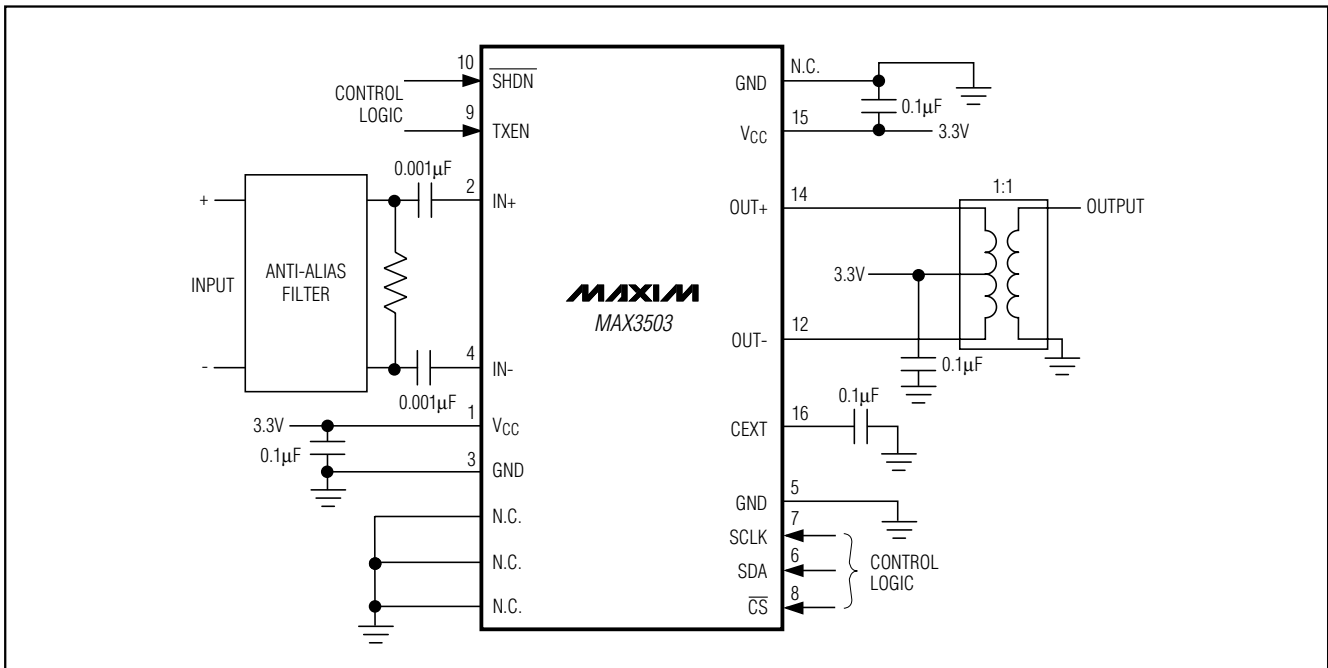 10
SHDN
CONTROL
LOGIC
9
TXEN
0.001µF
2
IN+
+
INPUT
-
ANTI-ALIAS
FILTER
4
IN-
0.001µF
3.3V
1
VCC
0.1µF
3
GND
N.C.
N.C.
N.C.
MAXIM
MAX3503
N.C.
GND
0.1µF
15
VCC
3.3V
1:1
14
OUT+
OUTPUT
3.3V
12
OUT-
0.1µF
0.1µF
16
CEXT
5
GND
7
SCLK
6
SDA
8
CS
CONTROL
LOGIC